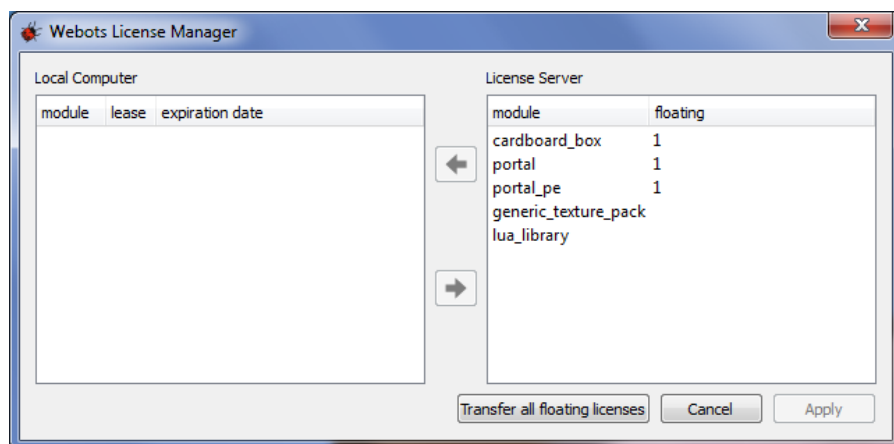 Webots License Manager
Local Computer
module lease expiration date
License Server
module floating
cardboard_box 1
portal 1
portal_pe 1
generic_texture_pack
lua_library
Transfer all floating licenses Cancel Apply